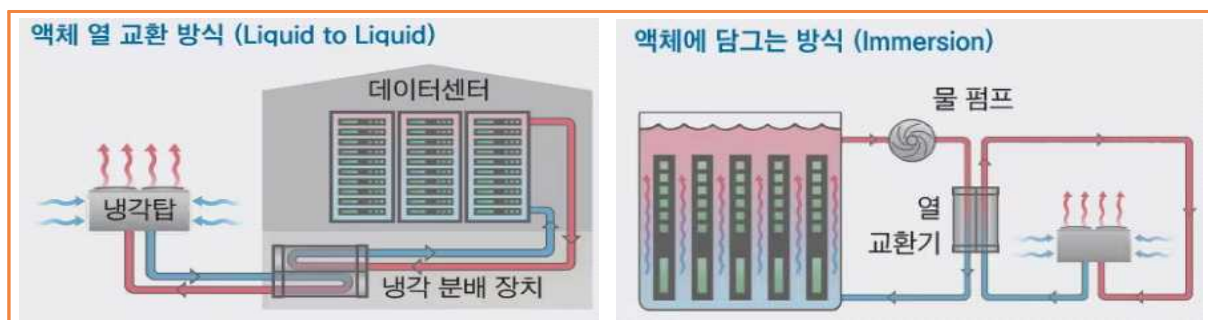 액체 열 교환 방식 (Liquid to Liquid)
데이터센터
냉각탑
냉각 분배 장치
액체에 담그는 방식 (Immersion)
물 펌프
열
교환기